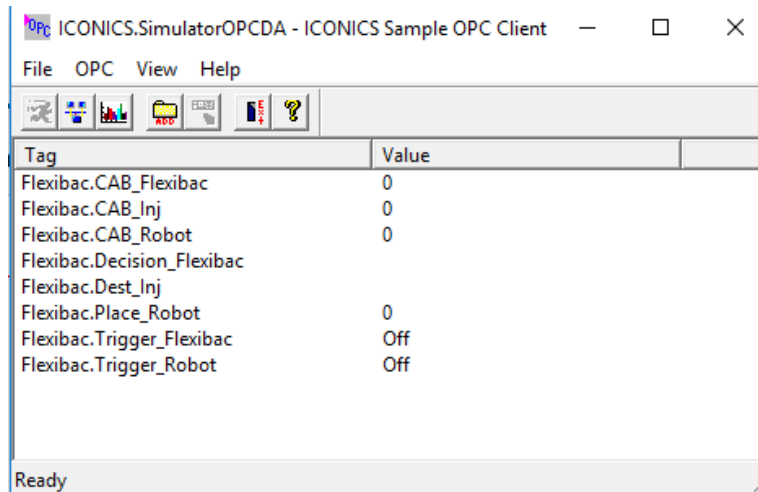 ICONICS.SimulatorOPCDA - ICONICS Sample OPC Client
File OPC View Help
Tag Value
Flexibac.CAB_Flexibac 0
Flexibac.CAB_Inj 0
Flexibac.CAB_Robot 0
Flexibac.Decision_Flexibac
Flexibac.Dest_Inj
Flexibac.Place_Robot 0
Flexibac.Trigger_Flexibac Off
Flexibac.Trigger_Robot Off
Ready